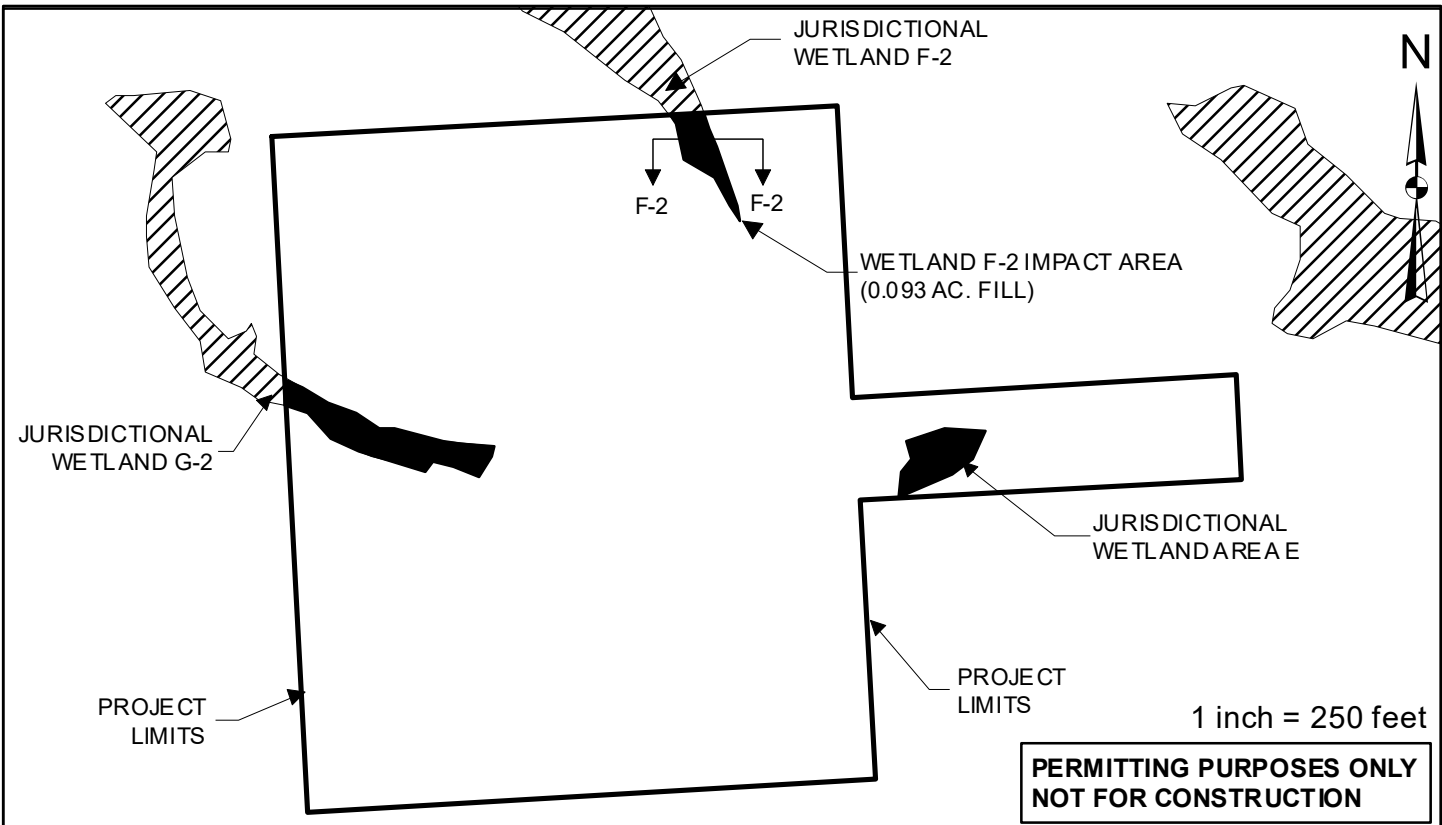 JURISDICTIONAL
WETLAND F-2
N
F-2
F-2
WETLAND F-2 IMPACT AREA
(0.093 AC. FILL)
JURISDICTIONAL
WETLAND G-2
JURISDICTIONAL
WETLAND AREA E
PROJECT
LIMITS
PROJECT
LIMITS
1 inch = 250 feet
PERMITTING PURPOSES ONLY
NOT FOR CONSTRUCTION